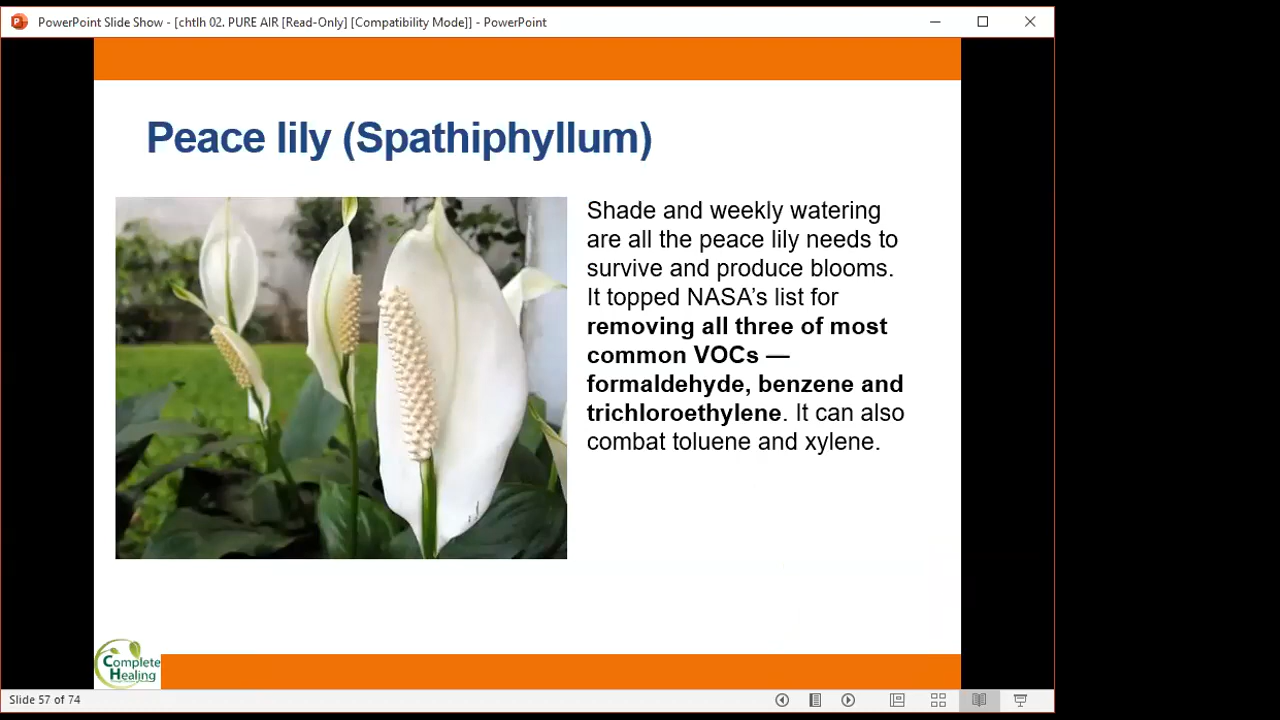 PowerPoint Slide Show - [chtlh 02. PURE AIR [Read-Only] [Compatibility Mode]] - PowerPoint
Peace lily (Spathiphyllum)
Shade and weekly watering
are all the peace lily needs to
survive and produce blooms.
It topped NASA’s list for
removing all three of most
common VOCs —
formaldehyde, benzene and
trichloroethylene. It can also
combat toluene and xylene.
Complete
Healing
Slide 57 of 74